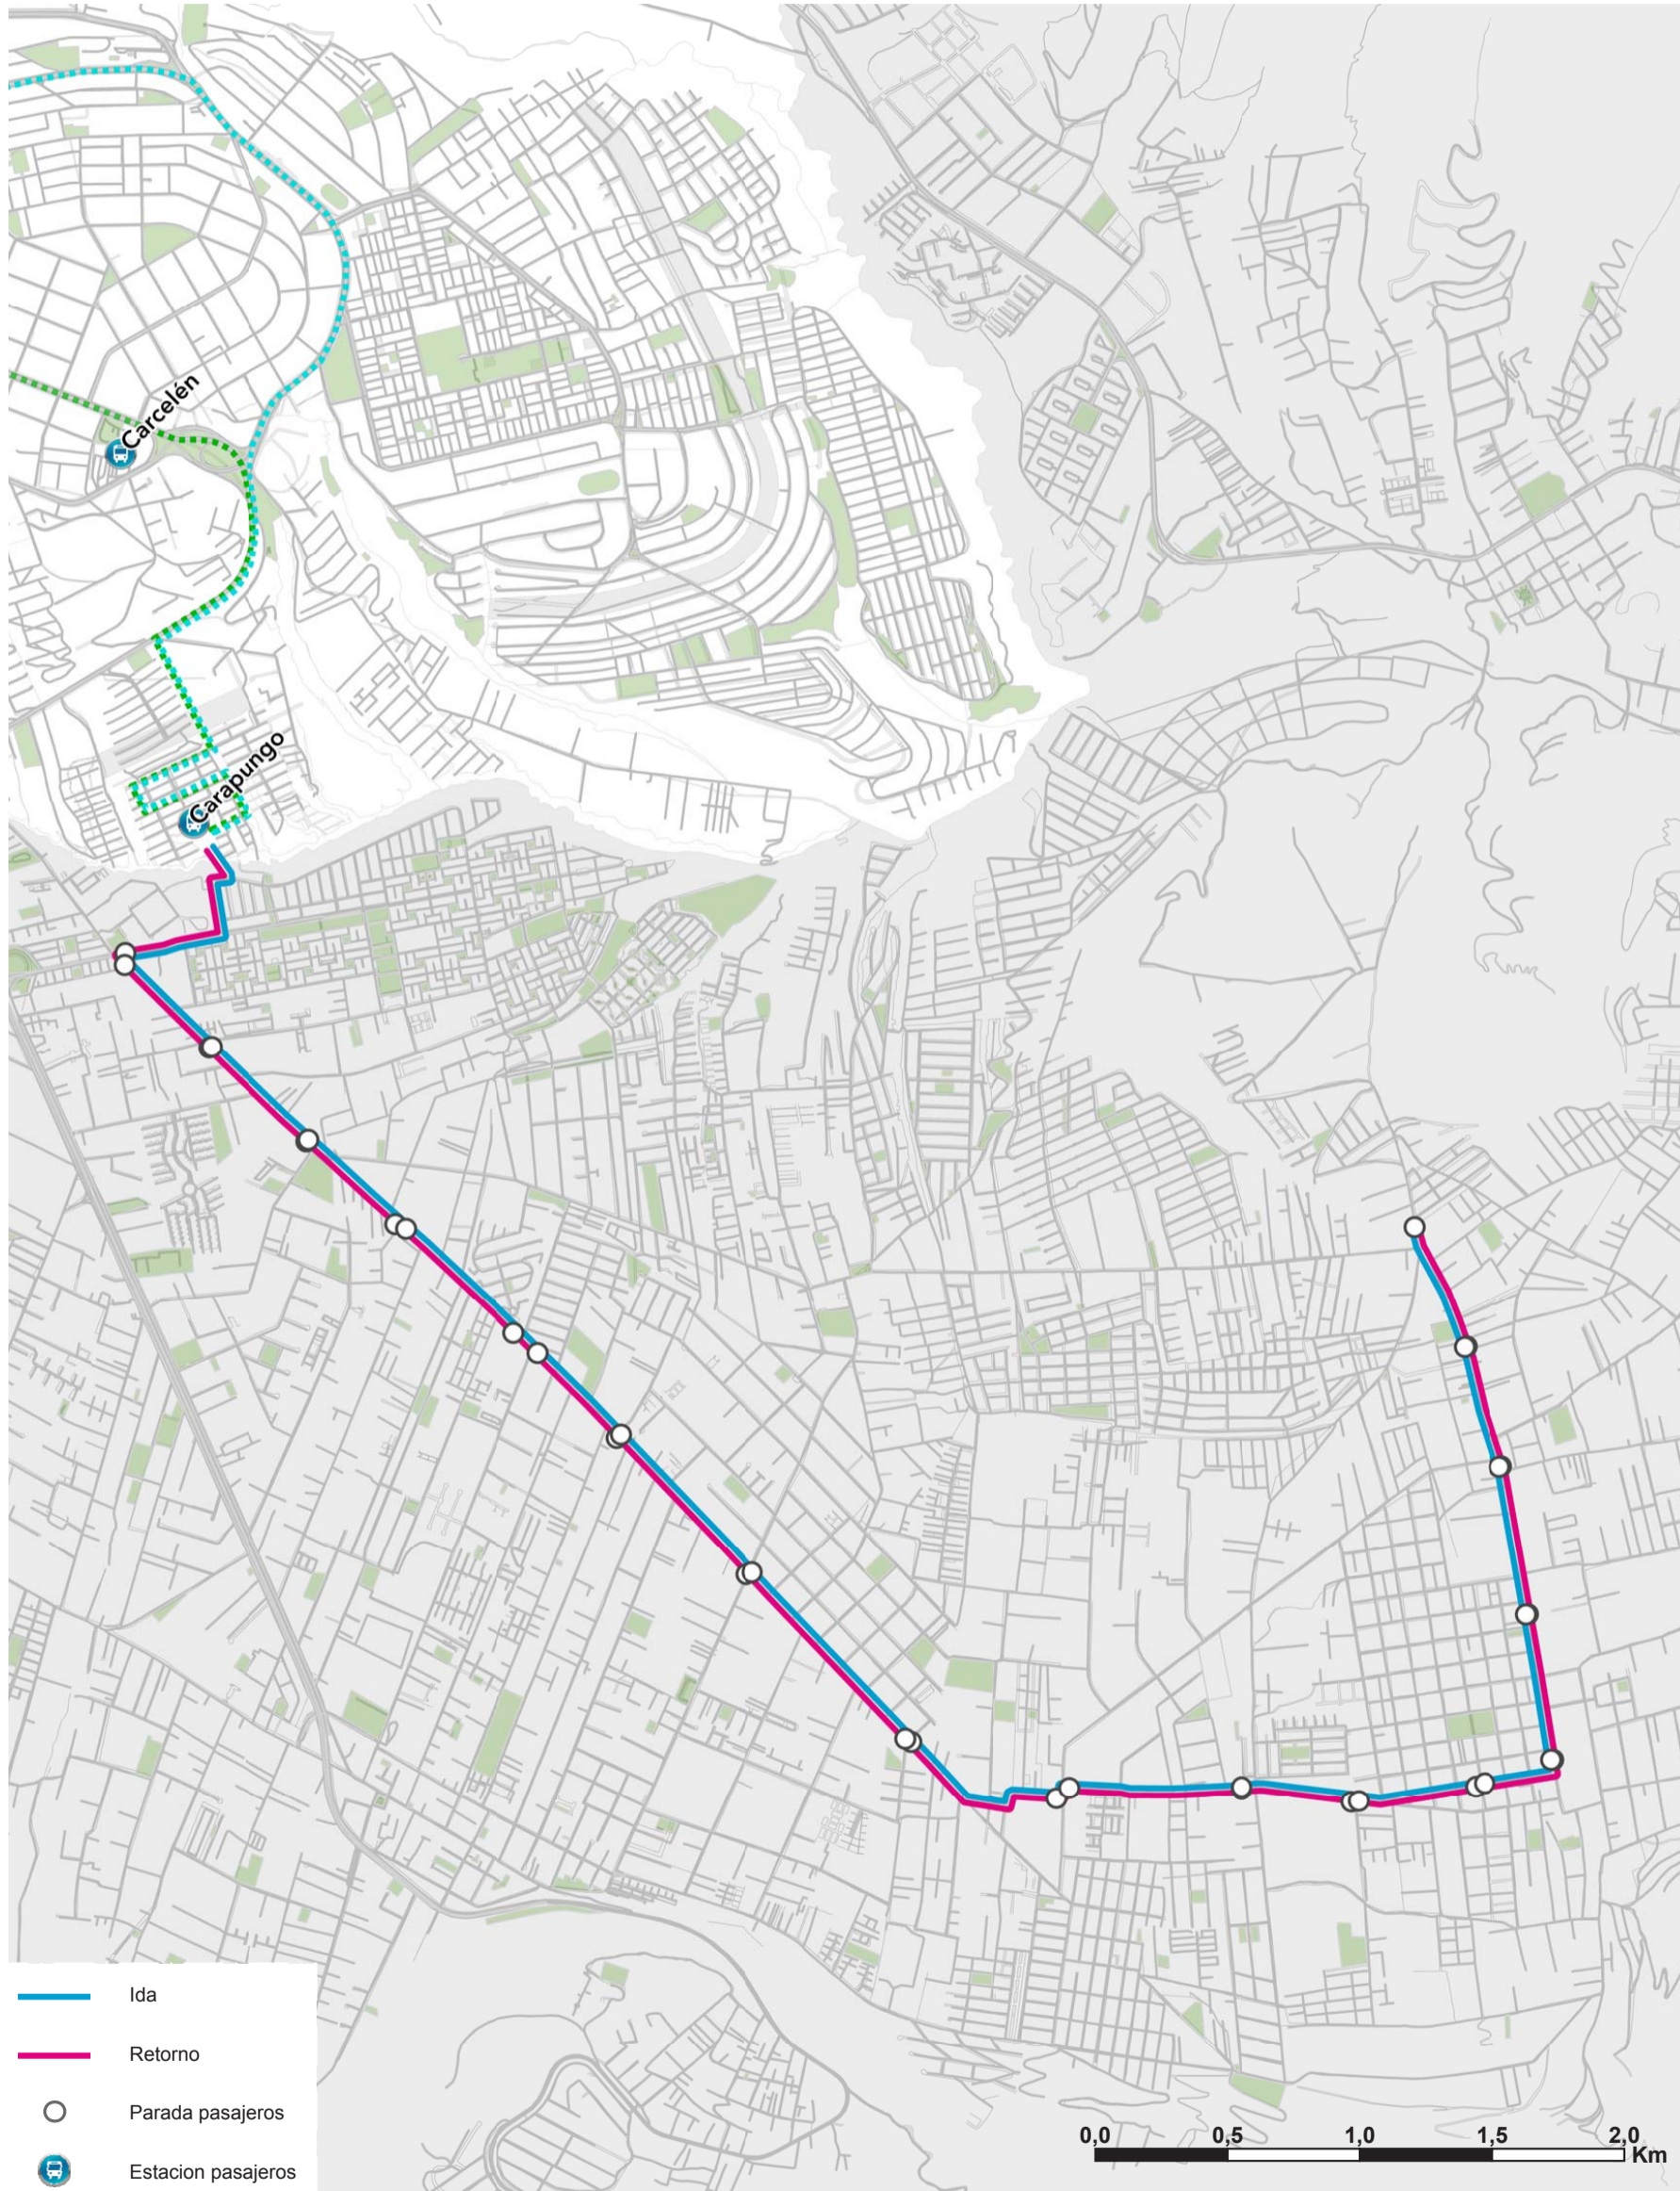 Carcelén
Carapungo
Ida
Retorno
Parada pasajeros
Estacion pasajeros
0,0 0,5 1,0 1,5 2,0
Km